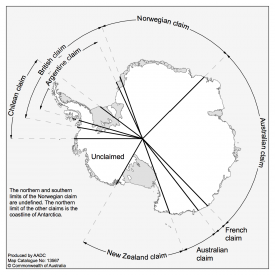 Norwegian claim
British claim
Argentine claim
Chilean claim
Australian claim
Unclaimed
The northern and southern
limits of the Norwegian claim
are undefined. The northern
limit of the other claims is the
coastline of Antarctica.
French
claim
Australian
claim
New Zealand claim
Produced by AADC
Map Catalogue No: 13667
© Commonwealth of Australia